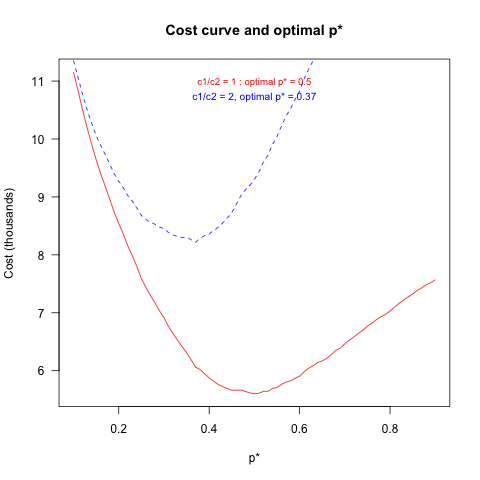 Cost curve and optimal p*
c1/c2 = 1 : optimal p* = 0.5
c1/c2 = 2, optimal p* = 0.37
Cost (thousands)
11
10
9
8
7
6
0.2 0.4 0.6 0.8
p*